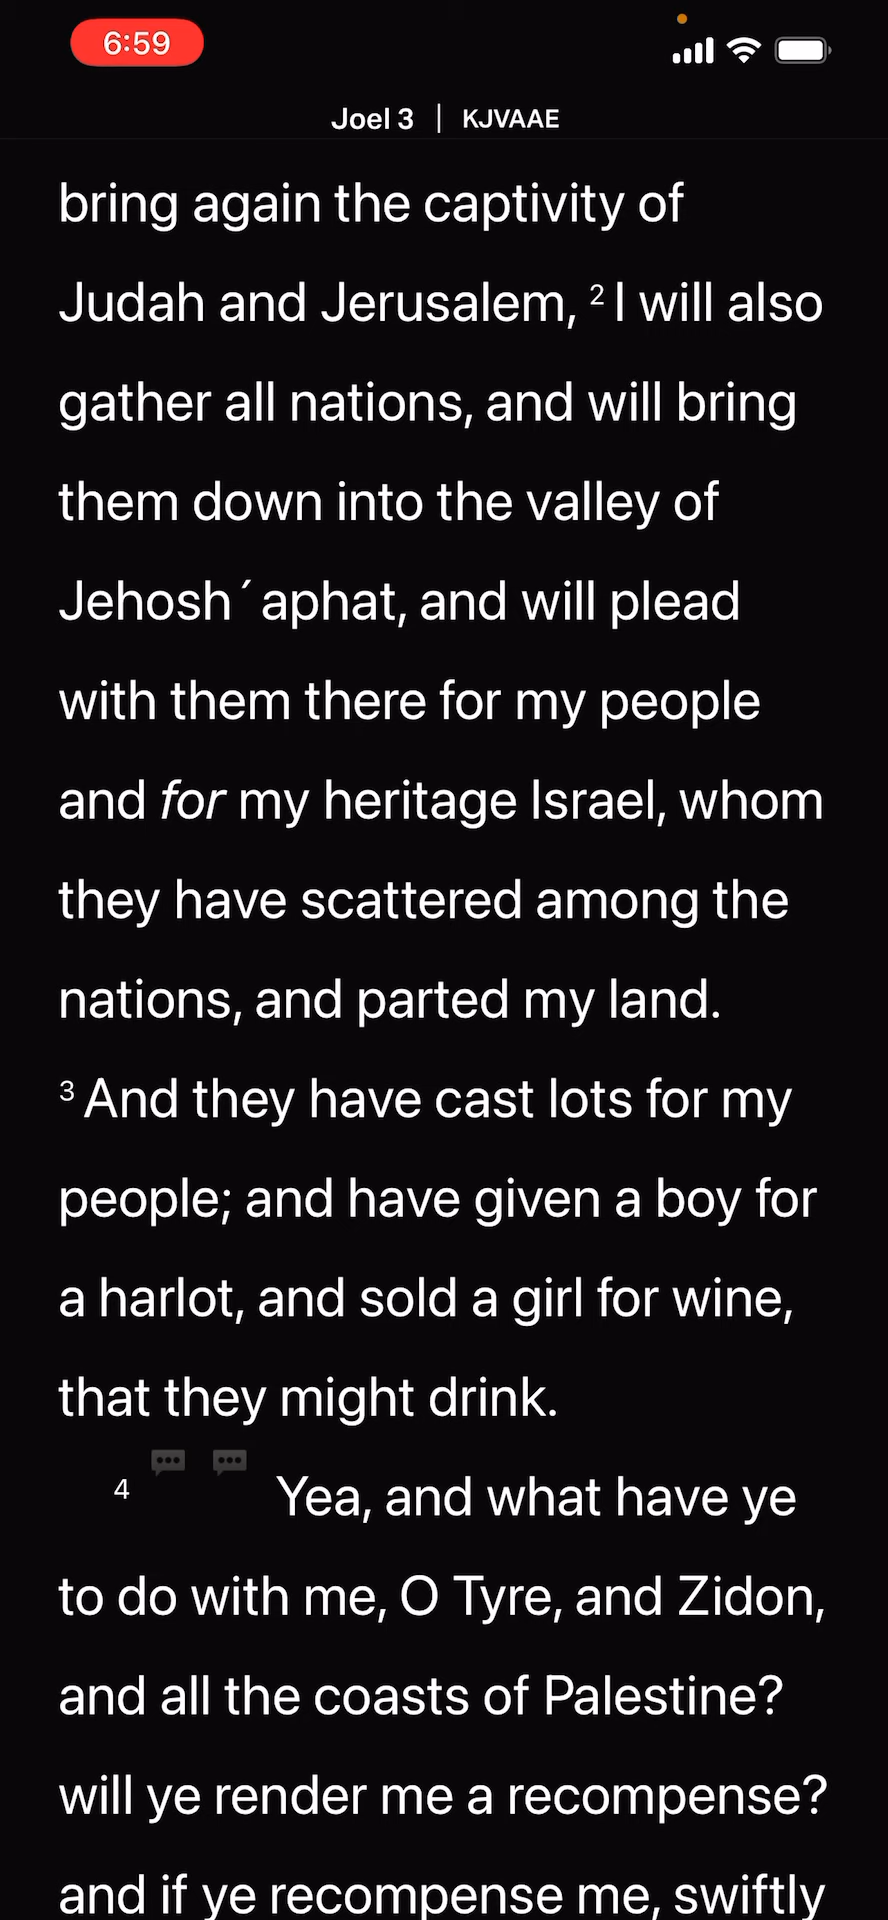 6:59
Joel 3 | KJVAAE
bring again the captivity of
Judah and Jerusalem, 2 I will also
gather all nations, and will bring
them down into the valley of
Jehosh´aphat, and will plead
with them there for my people
and for my heritage Israel, whom
they have scattered among the
nations, and parted my land.
3 And they have cast lots for my
people; and have given a boy for
a harlot, and sold a girl for wine,
that they might drink.
4 Yea, and what have ye
to do with me, O Tyre, and Zidon,
and all the coasts of Palestine?
will ye render me a recompense?
and if ye recompense me, swiftly